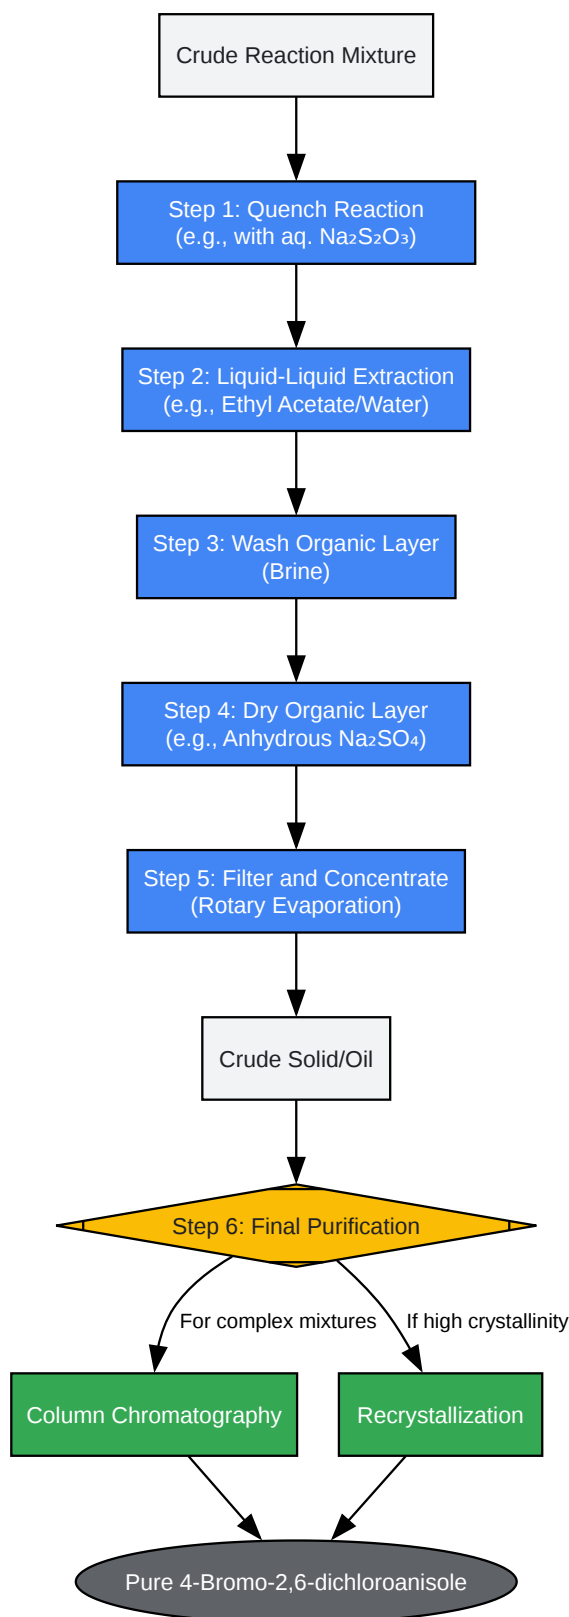 Crude Reaction Mixture
Step 1: Quench Reaction
(e.g., with aq. Na₂S₂O₃)
Step 2: Liquid-Liquid Extraction
(e.g., Ethyl Acetate/Water)
Step 3: Wash Organic Layer
(Brine)
Step 4: Dry Organic Layer
(e.g., Anhydrous Na₂SO₄)
Step 5: Filter and Concentrate
(Rotary Evaporation)
Crude Solid/Oil
Step 6: Final Purification
For complex mixtures
If high crystallinity
Column Chromatography
Recrystallization
Pure 4-Bromo-2,6-dichloroanisole